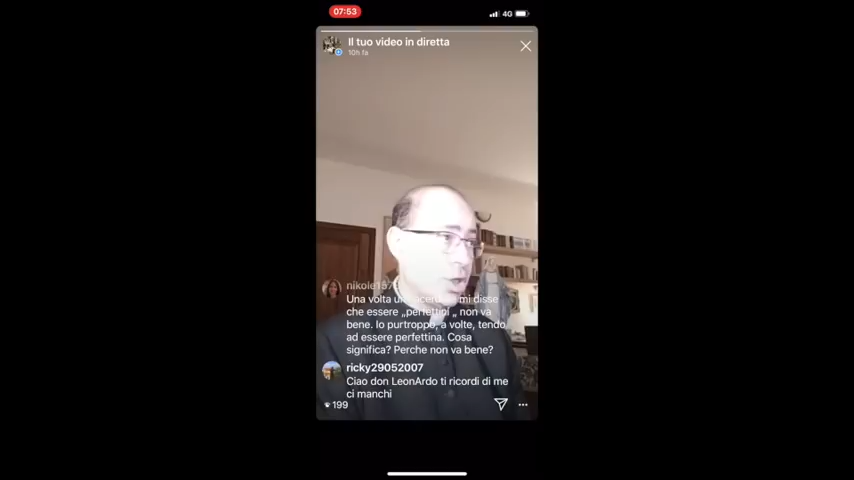 07:53
4G
Il tuo video in diretta
10h fa
Una volta un sacerdote mi disse
che essere „perfettini „ non va
bene. Io purtroppo, a volte, tendo
ad essere perfettina. Cosa
significa? Perche non va bene?
ricky29052007
Ciao don LeonArdo ti ricordi di me
ci manchi
199